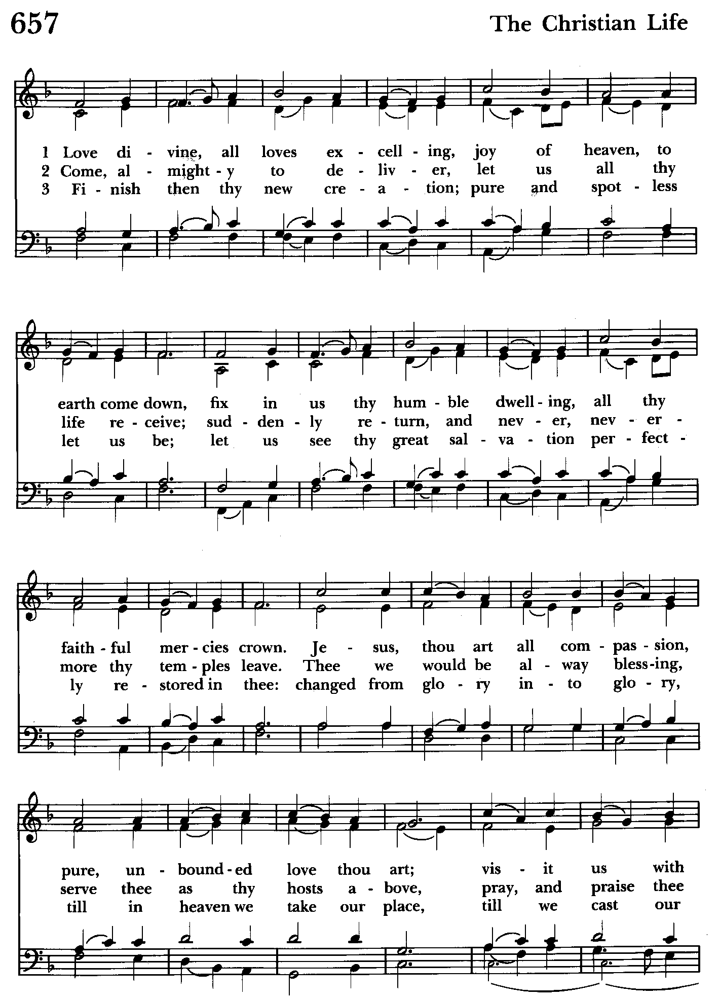 657
The Christian Life
1 Love di - vine, all loves ex - cell - ing, joy of heaven, to
2 Come, al - might - y to de - liv - er, let us all thy
3 Fi - nish then thy new cre - a - tion; pure and spot - less
earth come down, fix in us thy hum - ble dwell - ing, all thy
life re - ceive; sud - den - ly re - turn, and nev - er, nev - er -
let us be; let us see thy great sal - va - tion per - fect -
faith - ful mer - cies crown. Je - sus, thou art all com - pas - sion,
more thy tem - ples leave. Thee we would be al - way bless - ing,
ly re - stored in thee: changed from glo - ry in - to glo - ry,
pure, un - bound - ed love thou art; vis - it us with
serve thee as thy hosts a - bove, pray, and praise thee
till in heaven we take our place, till we cast our